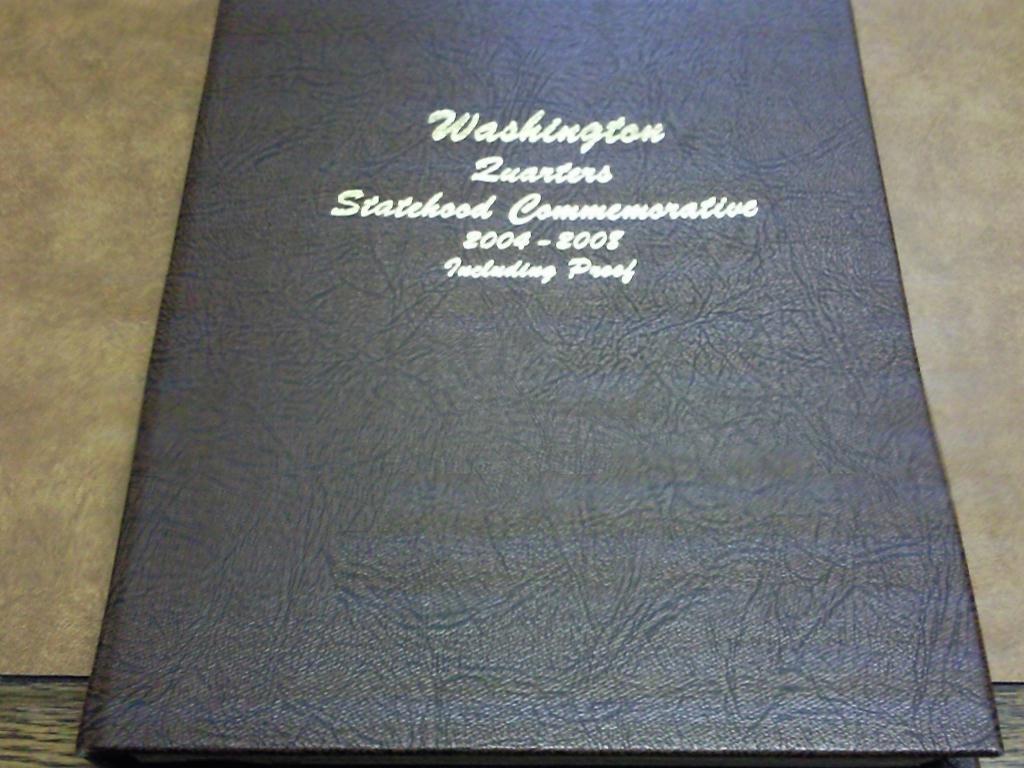 Washington
Quarters
Statehood Commemorative
2004-2008
Including Proof